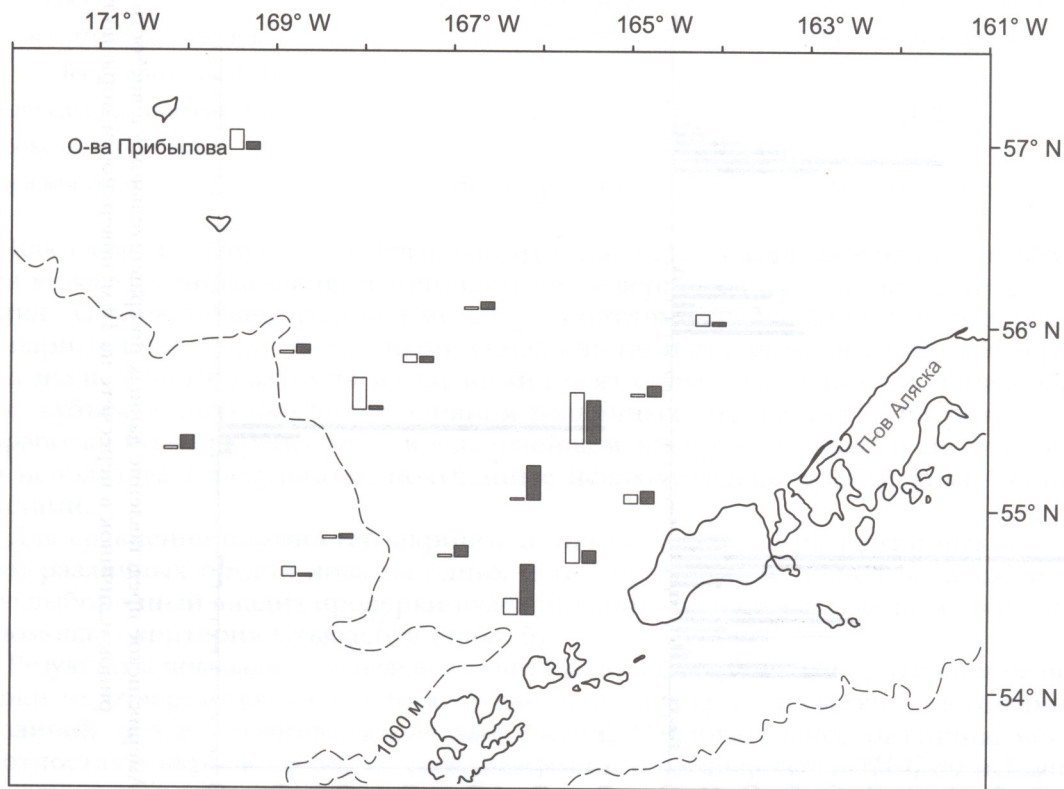 171° W
169° W
167° W
165° W
163° W
161° W
О-ва Прибылова
57° N
56° N
П-ов Аляска
55° N
54° N
1000 м